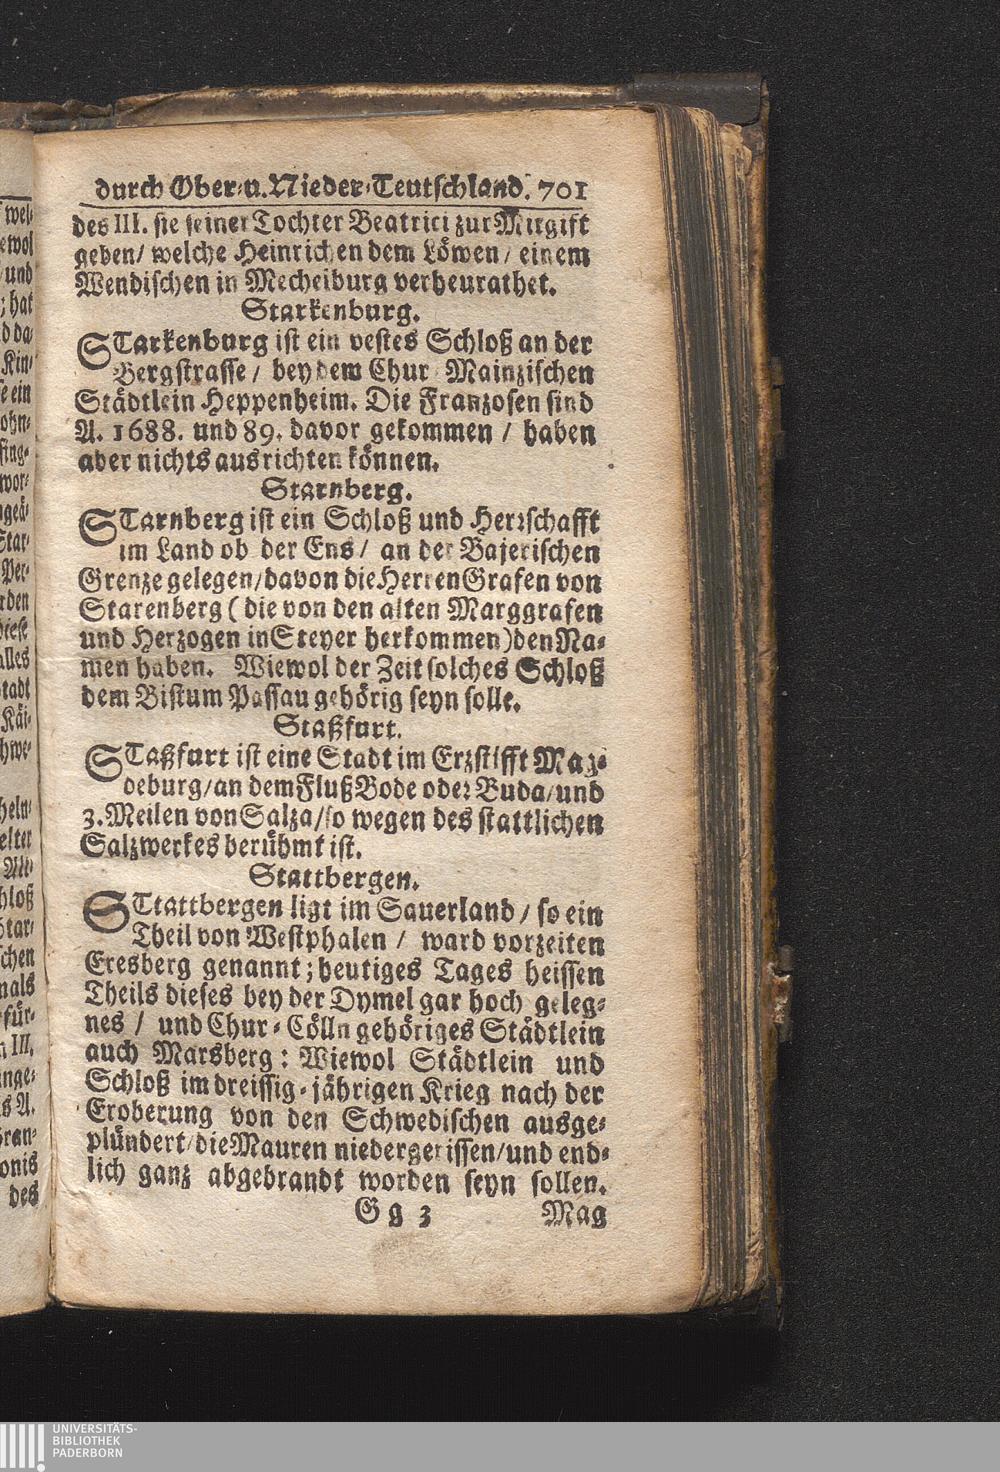 durch Ober-u. Nieder-Teutschland. 701
des III. sie seiner Tochter Beatrici zur Mitgift
geben/ welche Heinrichen dem Löwen/ einem
Wendischen in Mechelburg verheurathet.
Starkenburg.
STarkenburg ist ein vestes Schloß an der
Bergstrasse/ bey dem Chur-Mainzischen
Städtlein Heppenheim. Die Franzosen sind
A. 1688. und 89. davor gekommen / haben
aber nichts ausrichten können.
Starnberg.
STarnberg ist ein Schloß und Herrschafft
im Land ob der Ens/ an der Bajerischen
Grenze gelegen/davon die Herren Grafen von
Starenberg (die von den alten Marggrafen
und Herzogen in Steyer herkommen) den Na-
men haben. Wiewol der Zeit solches Schloß
dem Bistum Passau gehörig seyn solle.
Staßfurt.
STaßfurt ist eine Stadt im Erzstifft Mag-
deburg/an dem Fluß Bode oder Buda/und
3. Meilen von Salza/so wegen des stattlichen
Salzwerkes berühmt ist.
Stattbergen.
STtattbergen ligt im Sauerland/ so ein
Theil von Westphalen / ward vorzeiten
Eresberg genannt; heutiges Tages heissen
Theils dieses bey der Dymel gar hoch geleg-
nes / und Chur-Cölln gehöriges Städtlein
auch Marsberg: Wiewol Städtlein und
Schloß im dreissig-jährigen Krieg nach der
Eroberung von den Schwedischen ausge-
plündert/die Mauren niedergerissen/und end-
lich ganz abgebrandt worden seyn sollen.
Gg 3 Mag
UNIVERSITÄTS-
BIBLIOTHEK
PADERBORN